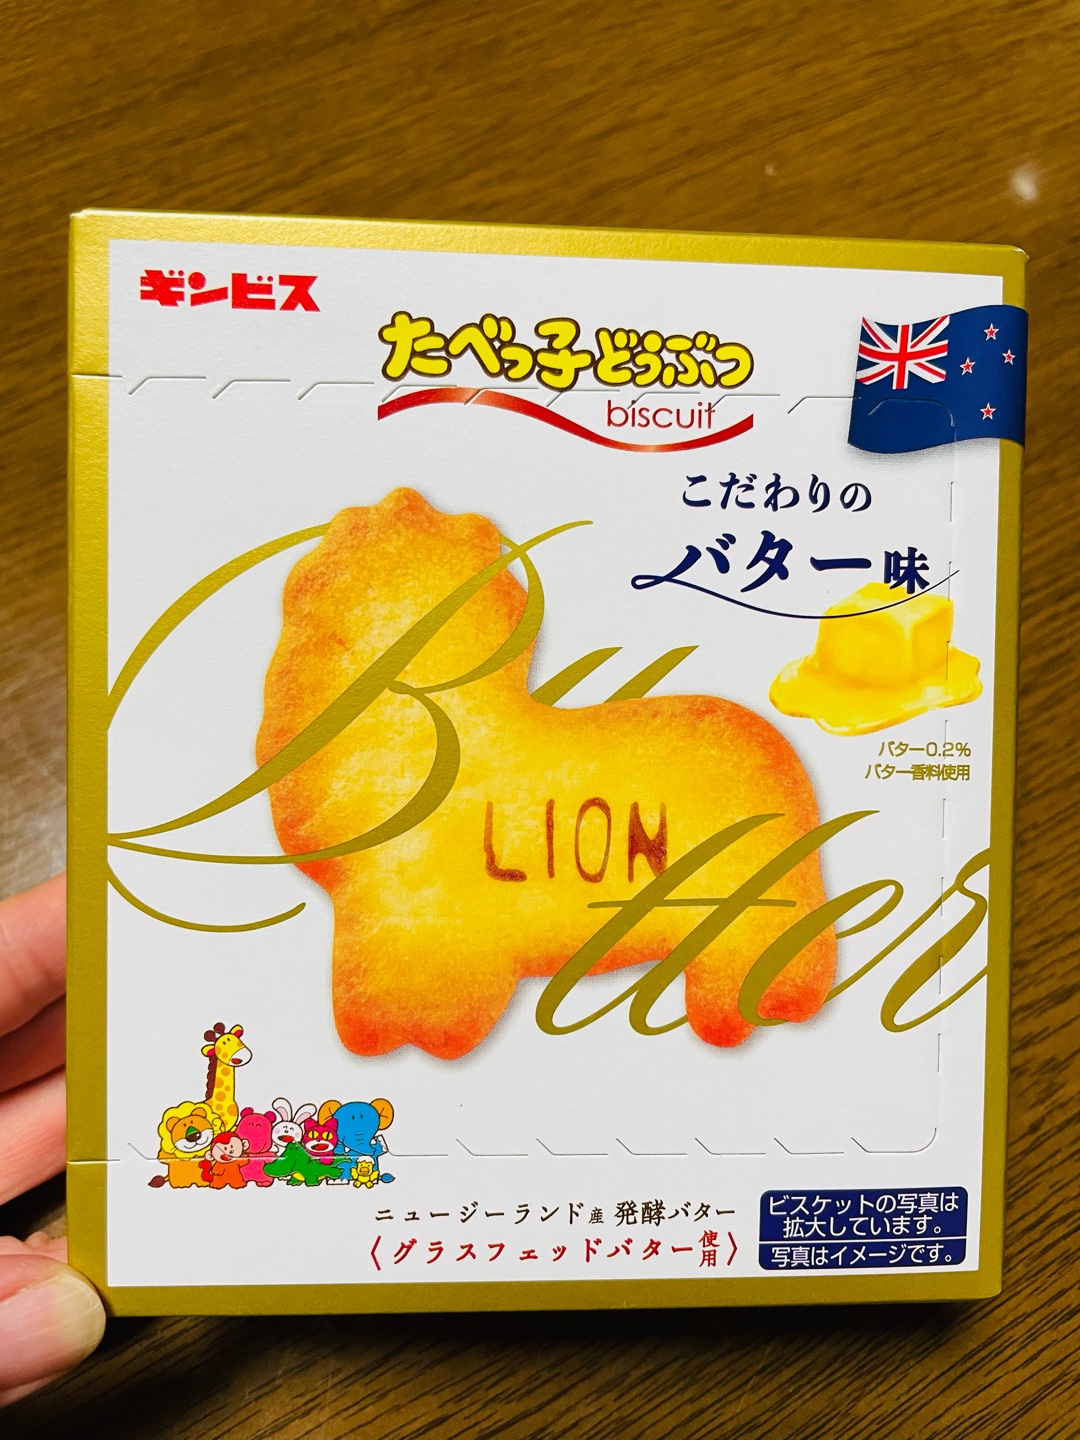 ギンビス
たべっ子どうぶつ
biscuit
こだわりの
バター味
Butter
バター0.2%
バター香料使用
LION
ニュージーランド産 発酵バター
〈グラスフェッドバター使用〉
ビスケットの写真は
拡大しています。
写真はイメージです。